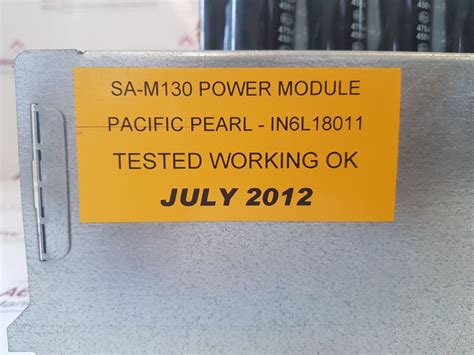 SA-M130 POWER MODULE
PACIFIC PEARL - IN6L18011
TESTED WORKING OK
JULY 2012